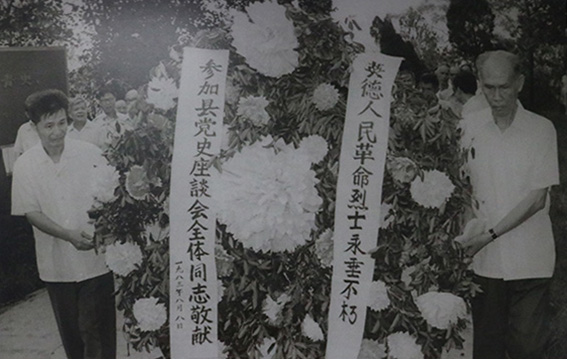 英德人民革命烈士永垂不朽
参加县党史座谈会全体同志敬献
一九八三年八月八日